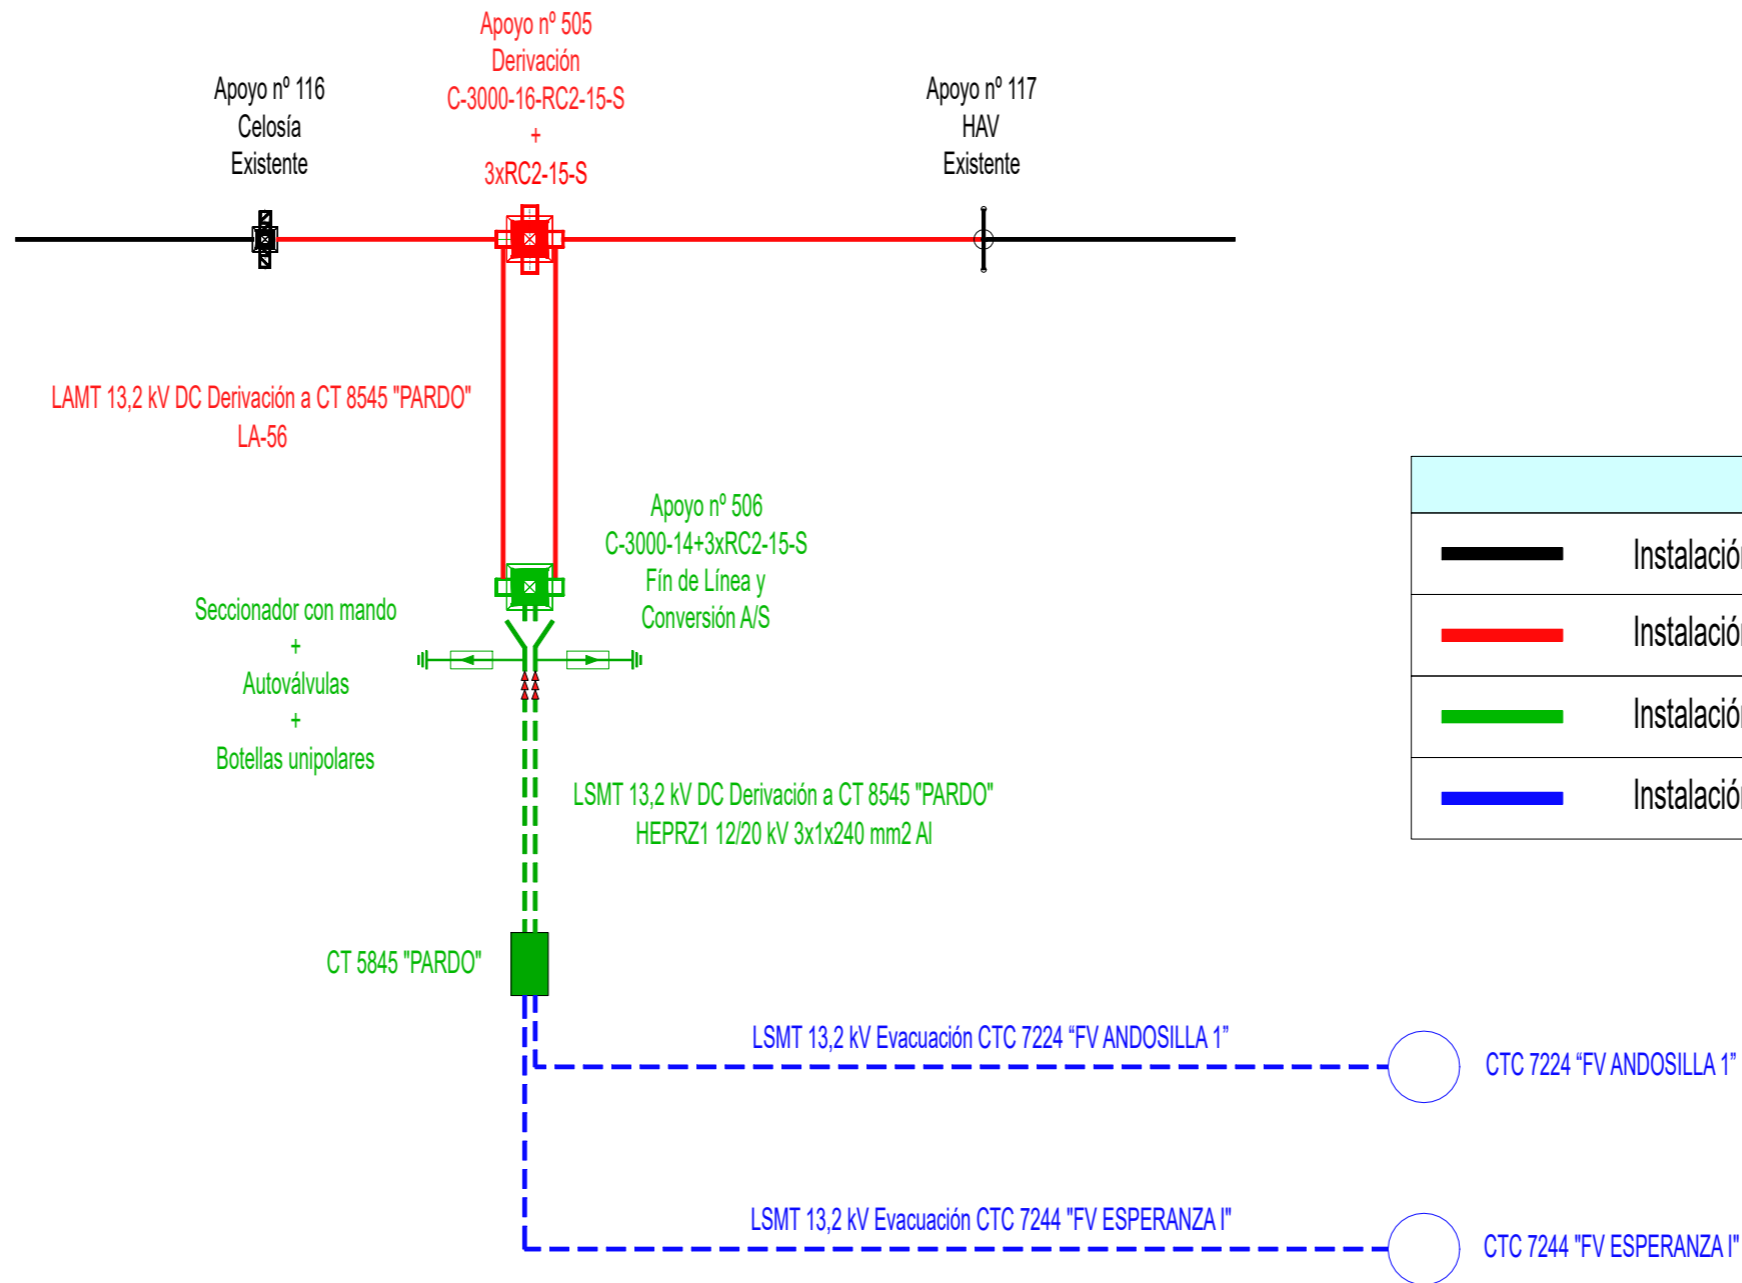 Apoyo nº 505
Derivación
C-3000-16-RC2-15-S
+
3xRC2-15-S
Apoyo nº 116
Celosía
Existente
Apoyo nº 117
HAV
Existente
LAMT 13,2 kV DC Derivación a CT 8545 "PARDO"
LA-56
Apoyo nº 506
C-3000-14+3xRC2-15-S
Fín de Línea y
Conversión A/S
Seccionador con mando
+
Autoválvulas
+
Botellas unipolares
LSMT 13,2 kV DC Derivación a CT 8545 "PARDO"
HEPRZ1 12/20 kV 3x1x240 mm2 Al
CT 5845 "PARDO"
LSMT 13,2 kV Evacuación CTC 7224 “FV ANDOSILLA 1”
CTC 7224 “FV ANDOSILLA 1”
LSMT 13,2 kV Evacuación CTC 7244 "FV ESPERANZA I"
CTC 7244 "FV ESPERANZA I"
Instalación
Instalación
Instalación
Instalación